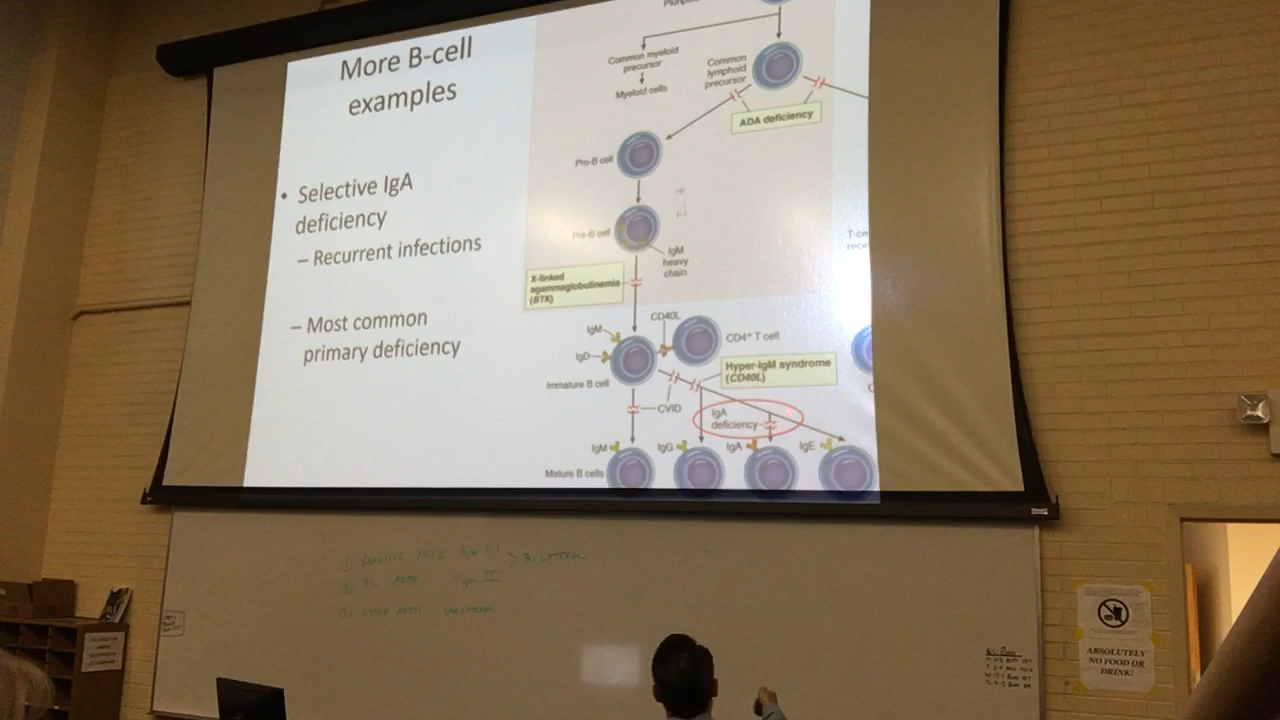 More B-cell
examples
• Selective IgA
deficiency
– Recurrent infections
– Most common
primary deficiency
Common myeloid
precursor
Myeloid cells
Common
lymphoid
precursor
ADA deficiency
Pro-B cell
Pre-B cell
IgM
heavy
chain
X-linked
agammaglobulinemia
(BTK)
IgM
IgD
CD40L
CD4+ T cell
Immature B cell
Hyper-IgM syndrome
(CD40L)
CVID
IgA
deficiency
IgM
IgG
IgA
IgE
Mature B cells
T-ce
rece
BILATERAL
ABSOLUTELY
NO FOOD OR
DRINK!